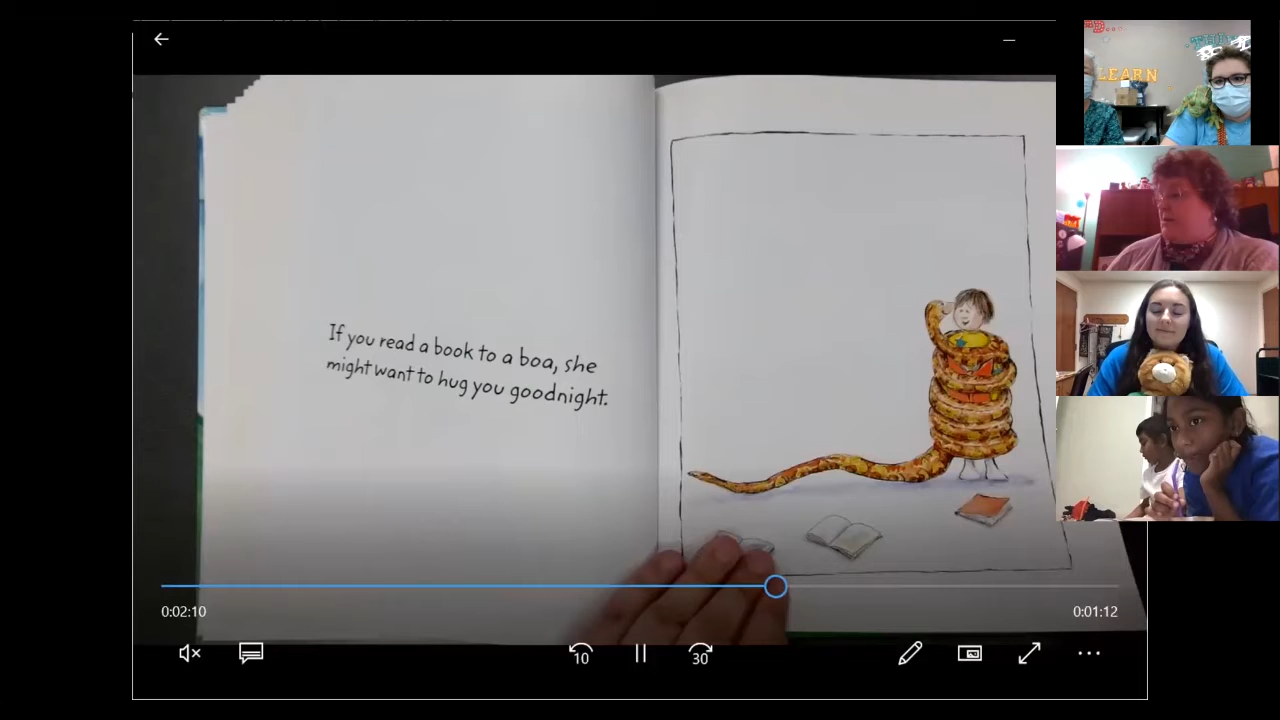 LEARN
If you read a book to a boa, she
might want to hug you goodnight.
0:02:10
0:01:12
10
30